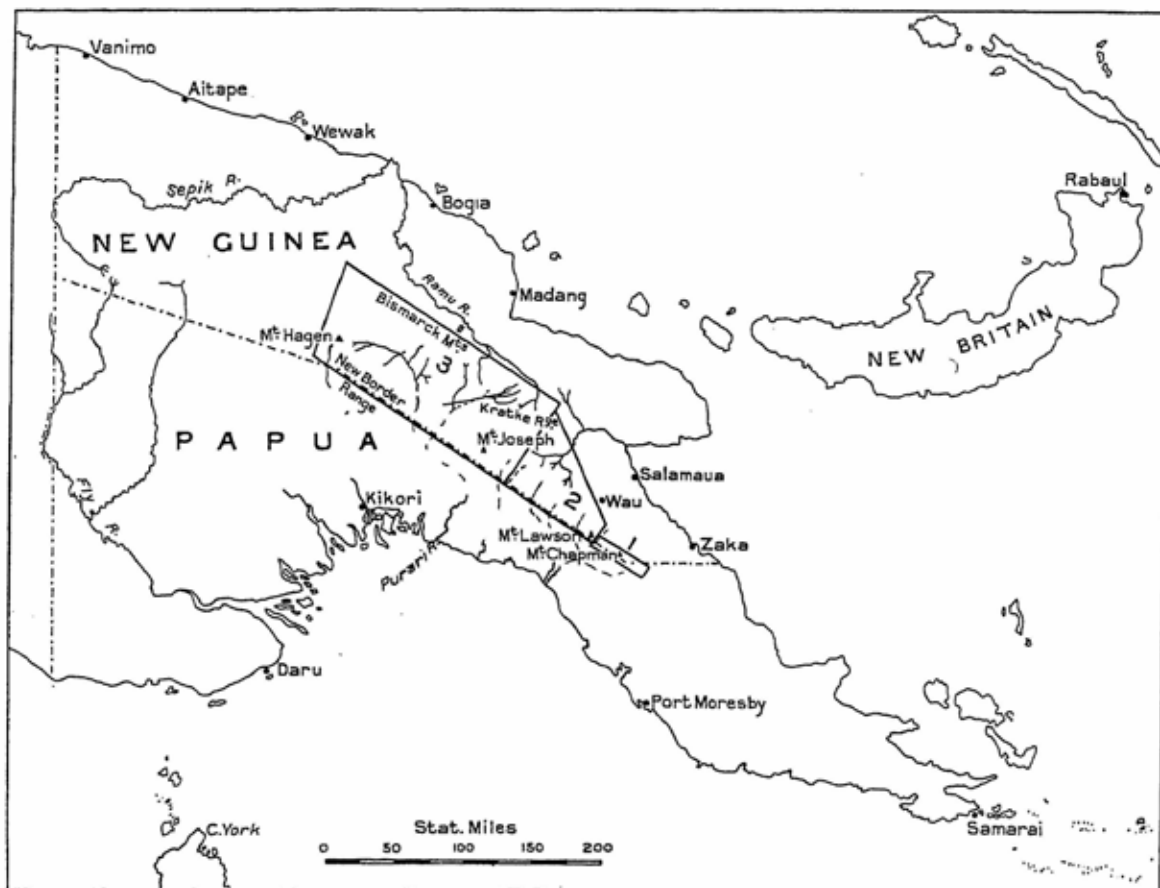 Vanimo
Aitape
Wewak
Sepik R.
Bogia
Rabaul
NEW GUINEA
Ramu R.
Madang
Bismarck Mts
Mt. Hagen
3
NEW BRITAIN
New Border
Range
Kratke Rge
PAPUA
Mt. Joseph
Salamaua
Fly
R.
Kikori
2
Wau
Purari R.
Mt. Lawson
1
Mt. Chapman
Zaka
Daru
Port Moresby
Stat. Miles
0 50 100 150 200
C. York
Samarai